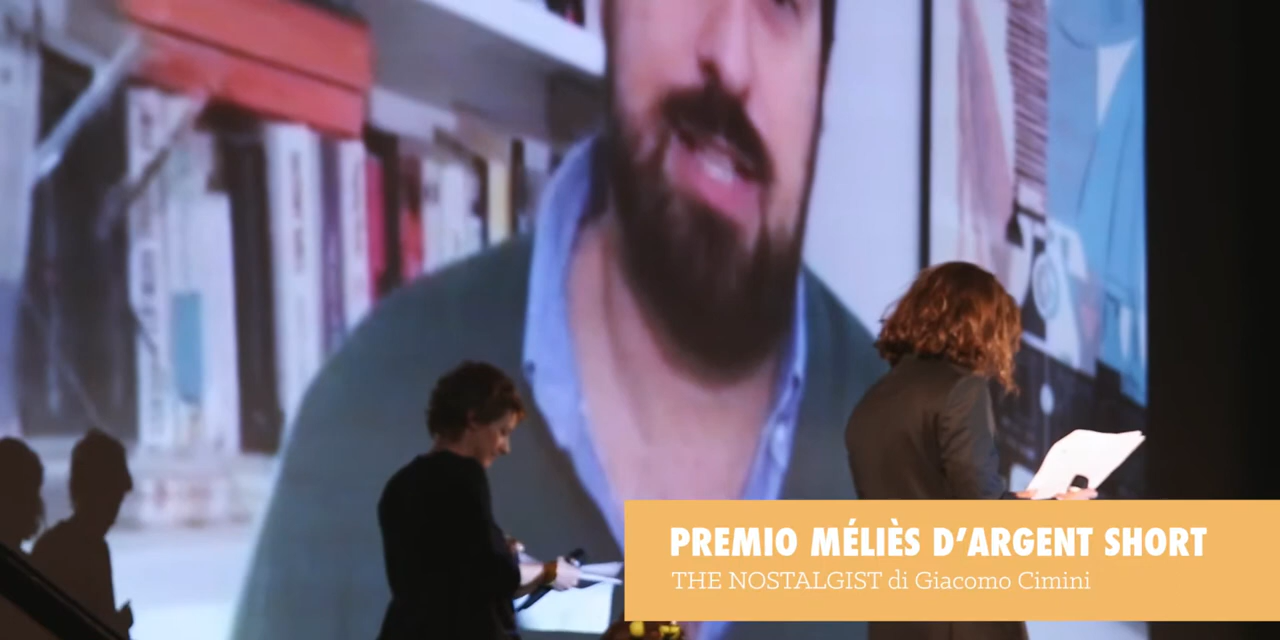 PREMIO MÉLIÈS D'ARGENT SHORT
THE NOSTALGIST di Giacomo Cimini